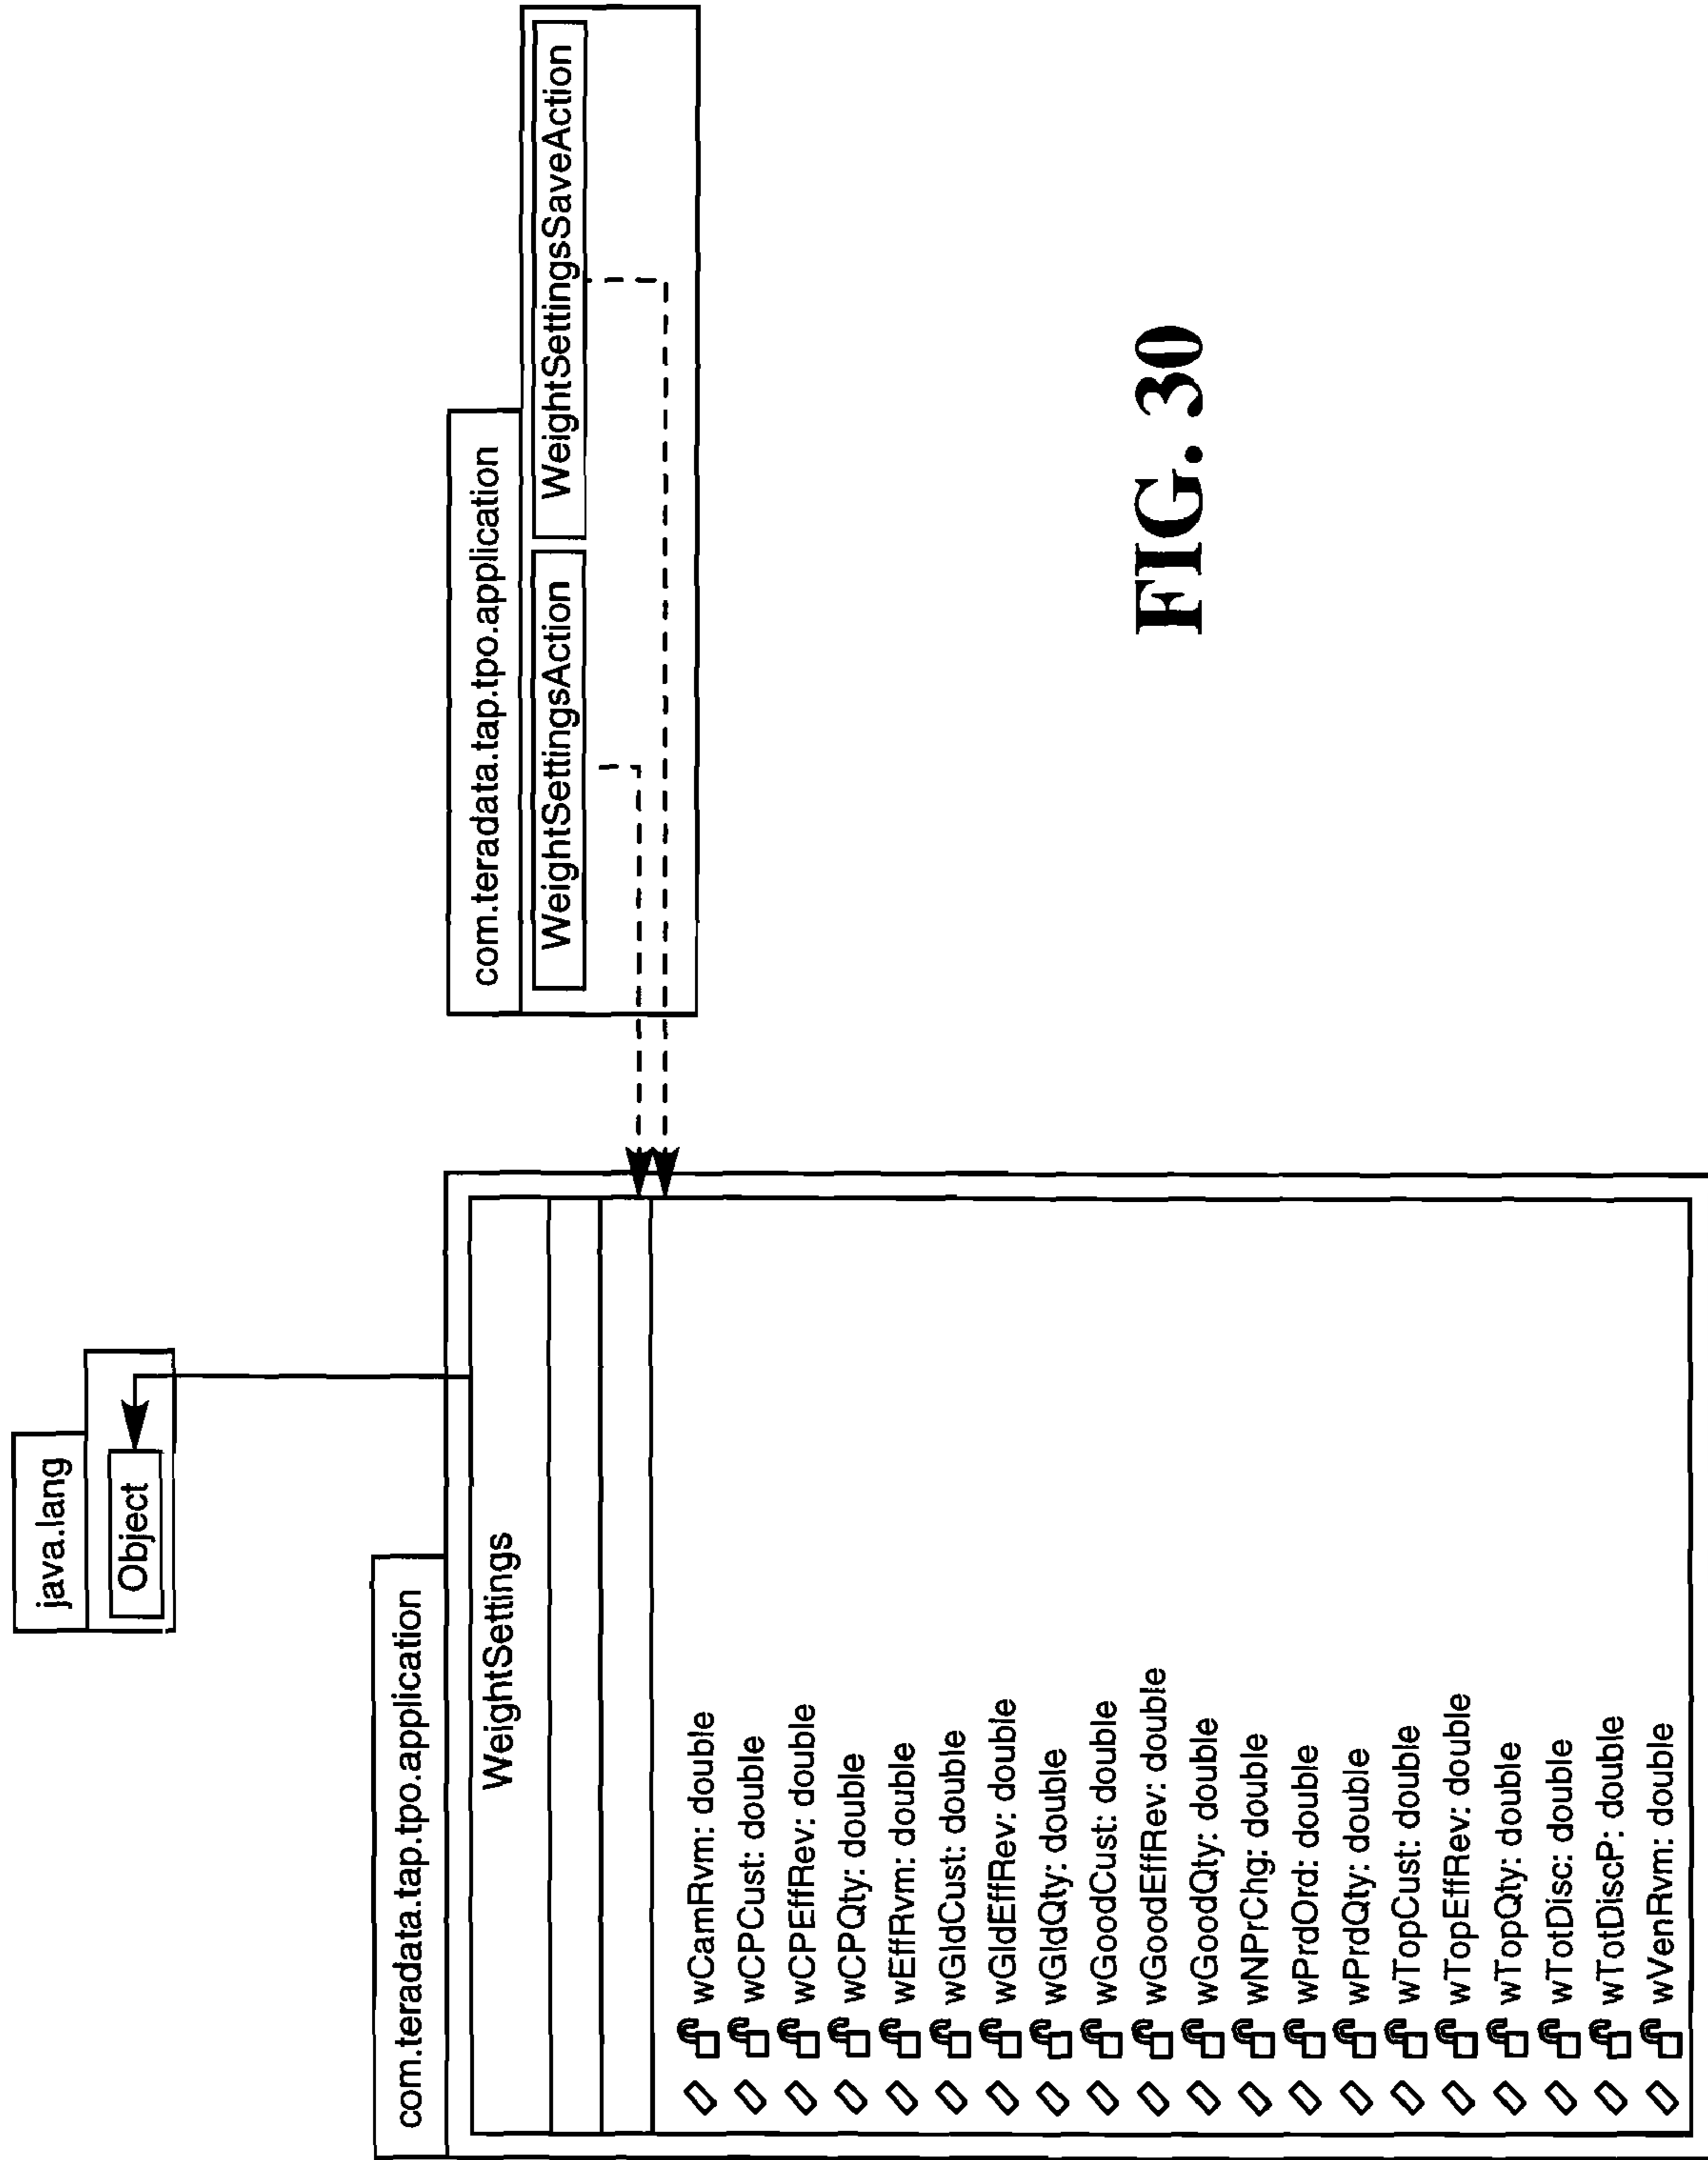 java.lang
Object
com.teradata.tap.tpo.application
WeightSettings
wCamRvm: double
wCPCust: double
wCPEffRev: double
wCPQty: double
wEffRvm: double
wGldCust: double
wGldEffRev: double
wGldQty: double
wGoodCust: double
wGoodEffRev: double
wGoodQty: double
wNPrChg: double
wPrdOrd: double
wPrdQty: double
wTopCust: double
wTopEffRev: double
wTopQty: double
wTotDisc: double
wTotDiscP: double
wVenRvm: double
com.teradata.tap.tpo.application
WeightSettingsAction
WeightSettingsSaveAction
FIG. 30